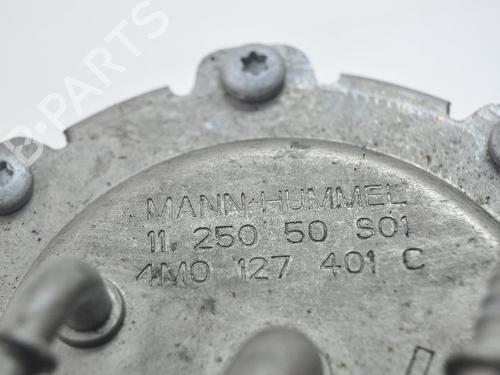 MANN+HUMMEL
11. 250 50 S01
4M0 127 401 C
B-PARTS